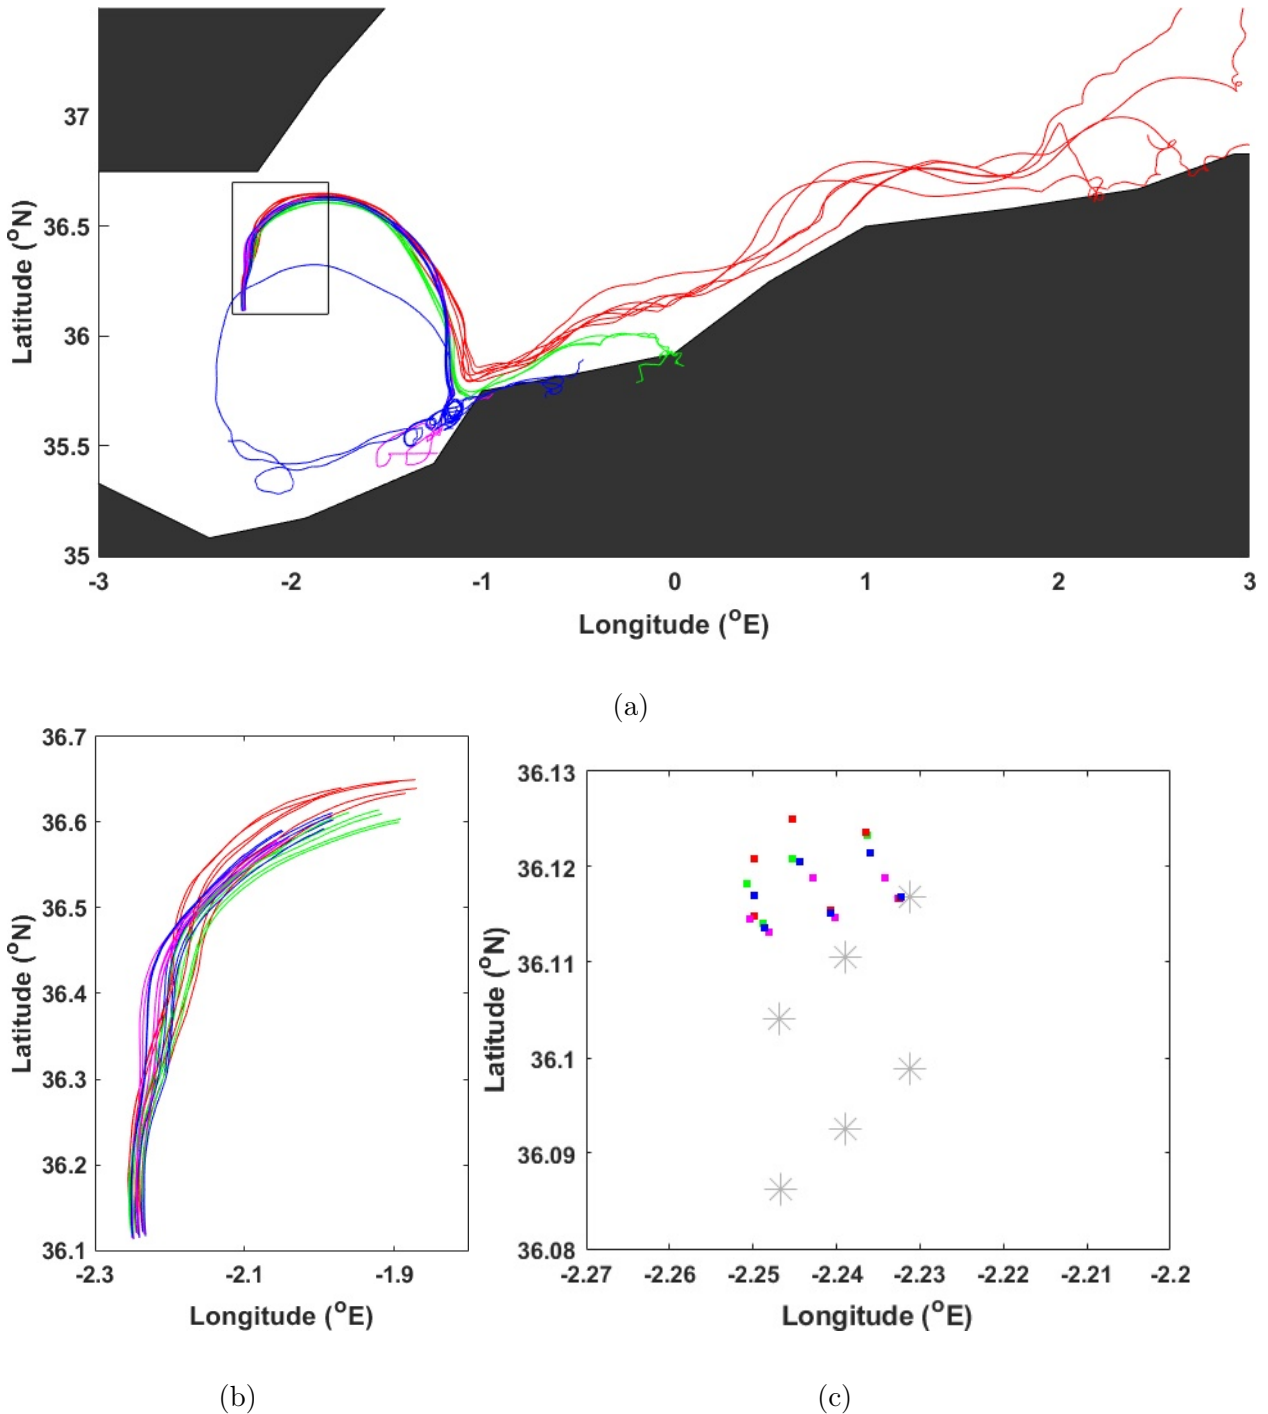 37
36.5
36
35.5
35
-3 -2 -1 0 1 2 3
Latitude (°N)
Longitude (°E)
(a)
36.7
36.6
36.5
36.4
36.3
36.2
36.1
-2.3 -2.1 -1.9
Latitude (°N)
Longitude (°E)
(b)
36.13
36.12
36.11
36.1
36.09
36.08
-2.27 -2.26 -2.25 -2.24 -2.23 -2.22 -2.21 -2.2
Latitude (°N)
Longitude (°E)
(c)